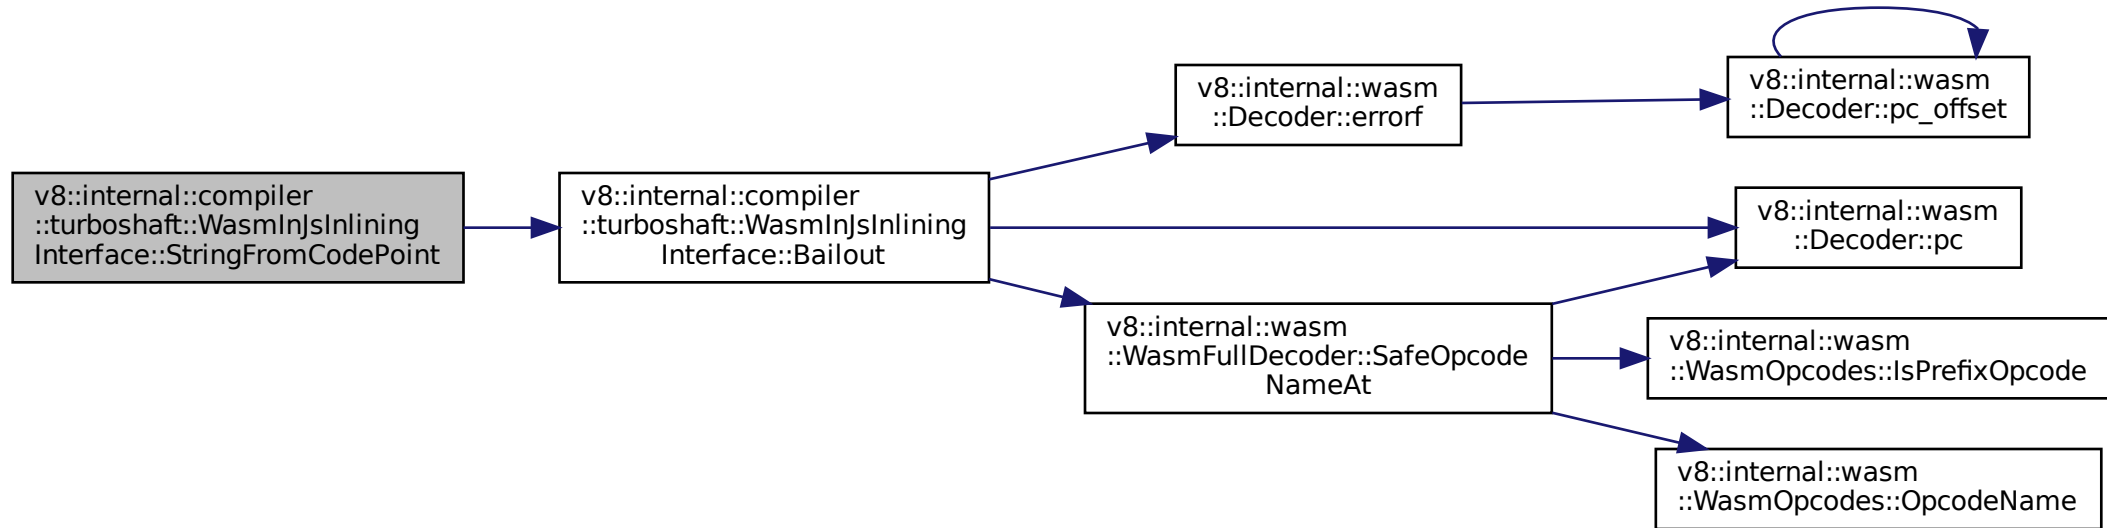 v8::internal::compiler
::turboshaft::WasmInJsInlining
Interface::StringFromCodePoint
v8::internal::compiler
::turboshaft::WasmInJsInlining
Interface::Bailout
v8::internal::wasm
::Decoder::errorf
v8::internal::wasm
::Decoder::pc_offset
v8::internal::wasm
::Decoder::pc
v8::internal::wasm
::WasmFullDecoder::SafeOpcode
NameAt
v8::internal::wasm
::WasmOpcodes::IsPrefixOpcode
v8::internal::wasm
::WasmOpcodes::OpcodeName